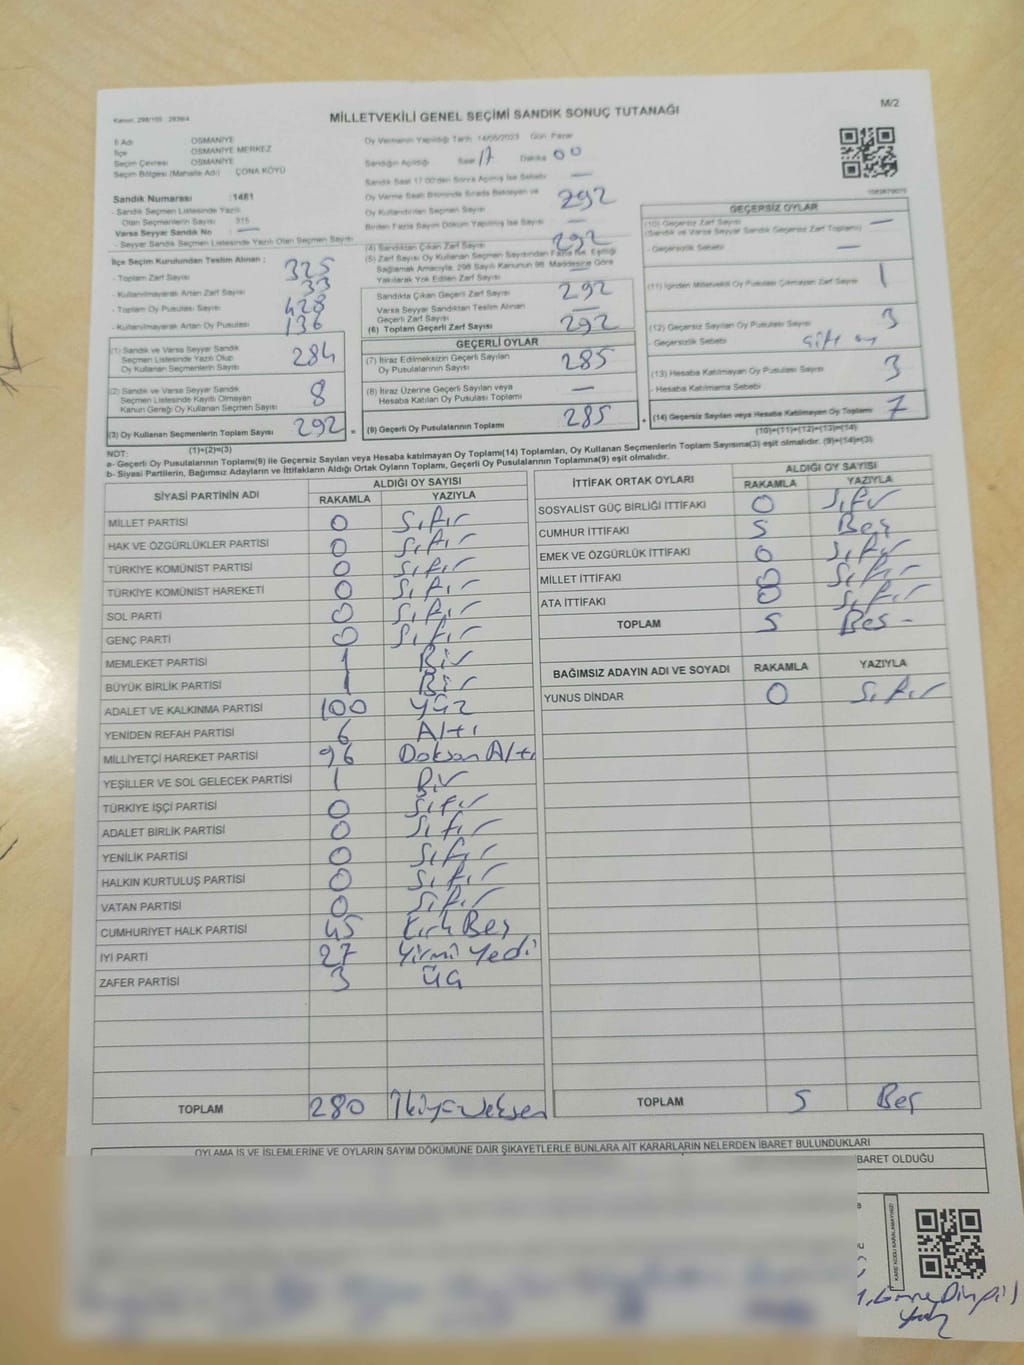 M/2
MİLLETVEKİLİ GENEL SEÇİMİ SANDIK SONUÇ TUTANAĞI
İl Adı OSMANİYE
İlçe OSMANİYE MERKEZ
Seçim Çevresi OSMANİYE
Seçim Bölgesi (Mahalle Adı) ÇONA KÖYÜ
Sandık Numarası :1481
- Sandık Seçmen Listesinde Yazılı
Olan Seçmenlerin Sayısı 315
Varsa Seyyar Sandık No —
- Seyyar Sandık Seçmen Listesinde Yazılı Olan Seçmen Sayısı
İlçe Seçim Kurulundan Teslim Alınan ;
- Toplam Zarf Sayısı 325
- Kullanılmayarak Artan Zarf Sayısı 33
- Toplam Oy Pusulası Sayısı 428
- Kullanılmayarak Artan Oy Pusulası 136
(1) Sandık ve Varsa Seyyar Sandık
Seçmen Listesinde Yazılı Olup
Oy Kullanan Seçmenlerin Sayısı 284
(2) Sandık ve Varsa Seyyar Sandık
Seçmen Listesinde Kayıtlı Olmayan
Kanun Gereği Oy Kullanan Seçmen Sayısı 8
(3) Oy Kullanan Seçmenlerin Toplam Sayısı 292 =
(1)+(2)=(3)
Oy Vermenin Yapıldığı Tarih 14/05/2023 Gün Pazar
Sandığın Açıldığı Saat 17 Dakika 00
Sandık Saat 17:00'den Sonra Açılmış İse Sebebi —
Oy Verme Saati Bitiminde Sırada Bekleyen ve
Oy Kullandırılan Seçmen Sayısı 292
Birden Fazla Sayım Döküm Yapılmış İse Sayısı —
(4) Sandıktan Çıkan Zarf Sayısı 292
(5) Zarf Sayısı Oy Kullanan Seçmen Sayısından Fazla İse, Eşitliği
Sağlamak Amacıyla, 298 Sayılı Kanunun 98. Maddesine Göre
Yakılarak Yok Edilen Zarf Sayısı —
Sandıkta Çıkan Geçerli Zarf Sayısı 292
Varsa Seyyar Sandıktan Teslim Alınan
Geçerli Zarf Sayısı —
(6) Toplam Geçerli Zarf Sayısı 292
GEÇERLİ OYLAR
(7) İtiraz Edilmeksizin Geçerli Sayılan
Oy Pusulalarının Sayısı 285
(8) İtiraz Üzerine Geçerli Sayılan veya
Hesaba Katılan Oy Pusulası Toplamı —
(9) Geçerli Oy Pusulalarının Toplamı 285 +
GEÇERSİZ OYLAR
(10) Geçersiz Zarf Sayısı —
(Sandık ve Varsa Seyyar Sandık Geçersiz Zarf Toplamı)
- Geçersizlik Sebebi: —
(11) İçinden Milletvekili Oy Pusulası Çıkmayan Zarf Sayısı 1
(12) Geçersiz Sayılan Oy Pusulası Sayısı 3
- Geçersizlik Sebebi: çift oy
(13) Hesaba Katılmayan Oy Pusulası Sayısı 3
- Hesaba Katılmama Sebebi :
(14) Geçersiz Sayılan veya Hesaba Katılmayan Oy Toplamı 7
(10)+(11)+(12)+(13)=(14)
NOT:
a- Geçerli Oy Pusulalarının Toplamı(9) ile Geçersiz Sayılan veya Hesaba katılmayan Oy Toplamı(14) Toplamları, Oy Kullanan Seçmenlerin Toplam Sayısına(3) eşit olmalıdır. (9)+(14)=(3)
b- Siyasi Partilerin, Bağımsız Adayların ve İttifakların Aldığı Ortak Oyların Toplamı, Geçerli Oy Pusulalarının Toplamına(9) eşit olmalıdır.
SİYASİ PARTİNİN ADI ALDIĞI OY SAYISI
RAKAMLA YAZIYLA
MİLLET PARTİSİ 0 Sıfır
HAK VE ÖZGÜRLÜKLER PARTİSİ 0 Sıfır
TÜRKİYE KOMÜNİST PARTİSİ 0 Sıfır
TÜRKİYE KOMÜNİST HAREKETİ 0 Sıfır
SOL PARTİ 0 Sıfır
GENÇ PARTİ 0 Sıfır
MEMLEKET PARTİSİ 1 Bir
BÜYÜK BİRLİK PARTİSİ 1 Bir
ADALET VE KALKINMA PARTİSİ 100 Yüz
YENİDEN REFAH PARTİSİ 6 Altı
MİLLİYETÇİ HAREKET PARTİSİ 96 Doksan Altı
YEŞİLLER VE SOL GELECEK PARTİSİ 1 Bir
TÜRKİYE İŞÇİ PARTİSİ 0 Sıfır
ADALET BİRLİK PARTİSİ 0 Sıfır
YENİLİK PARTİSİ 0 Sıfır
HALKIN KURTULUŞ PARTİSİ 0 Sıfır
VATAN PARTİSİ 0 Sıfır
CUMHURİYET HALK PARTİSİ 45 Kırk Beş
İYİ PARTİ 27 Yirmi Yedi
ZAFER PARTİSİ 3 Üç
TOPLAM 280 İkiyüzseksen
İTTİFAK ORTAK OYLARI ALDIĞI OY SAYISI
RAKAMLA YAZIYLA
SOSYALİST GÜÇ BİRLİĞİ İTTİFAKI 0 Sıfır
CUMHUR İTTİFAKI 5 Beş
EMEK VE ÖZGÜRLÜK İTTİFAKI 0 Sıfır
MİLLET İTTİFAKI 0 Sıfır
ATA İTTİFAKI 0 Sıfır
TOPLAM 5 Beş -
BAĞIMSIZ ADAYIN ADI VE SOYADI RAKAMLA YAZIYLA
YUNUS DİNDAR 0 Sıfır
TOPLAM 5 Beş
OYLAMA İŞ VE İŞLEMLERİNE VE OYLARIN SAYIM DÖKÜMÜNE DAİR ŞİKAYETLERLE BUNLARA AİT KARARLARIN NELERDEN İBARET BULUNDUKLARI
BARET OLDUĞU
KARE KODU KARALAMAYINIZ!